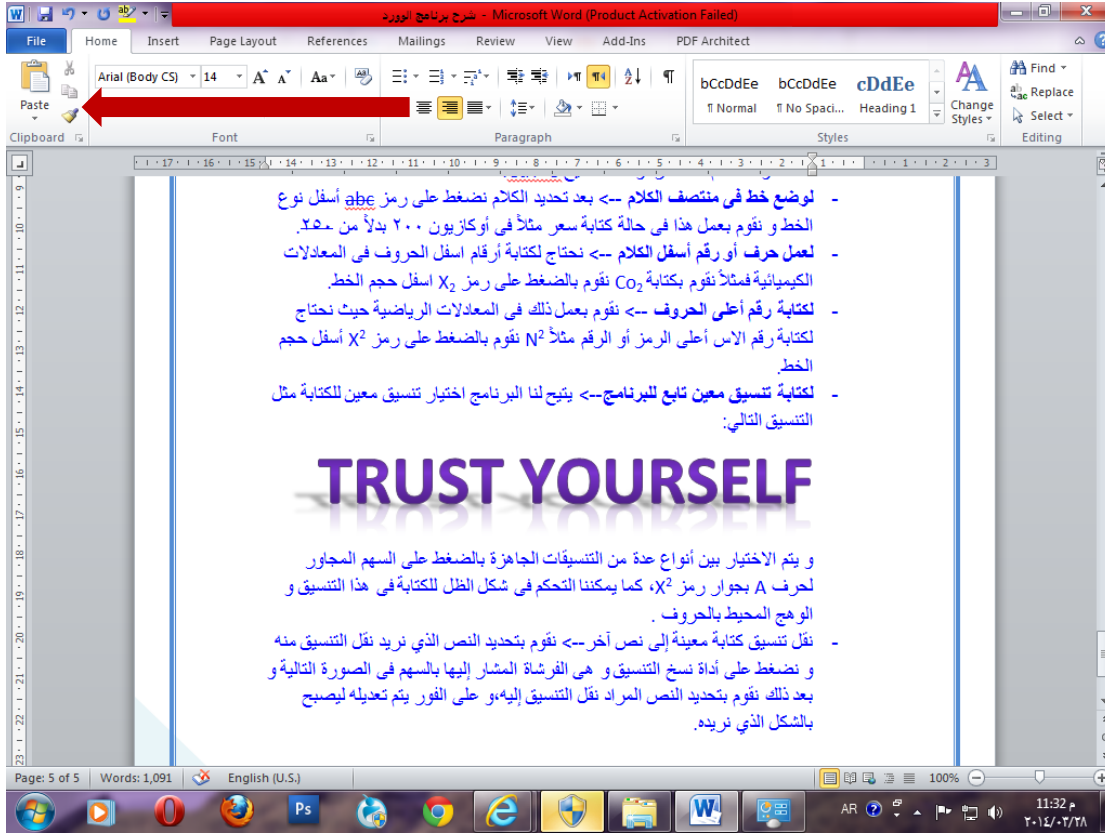 شرح برنامج الوورد - Microsoft Word (Product Activation Failed)
File Home Insert Page Layout References Mailings Review View Add-Ins PDF Architect
Arial (Body CS) 14
Paste
bCcDdEe bCcDdEe cDdEe
¶ Normal ¶ No Spaci... Heading 1
Change Styles
Find
Replace
Select
Clipboard Font Paragraph Styles Editing
لوضع خط فى منتصف الكلام --> بعد تحديد الكلام نضغط على رمز abc أسفل نوع
الخط و نقوم بعمل هذا فى حالة كتابة سعر مثلاً فى أوكازيون ٢٠٠ بدلاً من ٢٥٠.
- لعمل حرف أو رقم أسفل الكلام --> نحتاج لكتابة أرقام اسفل الحروف فى المعادلات
الكيميائية فمثلاً نقوم بكتابة Co₂ نقوم بالضغط على رمز X₂ اسفل حجم الخط.
- لكتابة رقم أعلى الحروف --> نقوم بعمل ذلك فى المعادلات الرياضية حيث نحتاج
لكتابة رقم الاس أعلى الرمز أو الرقم مثلاً N² نقوم بالضغط على رمز X² أسفل حجم
الخط.
- لكتابة تنسيق معين تابع للبرنامج--> يتيح لنا البرنامج اختيار تنسيق معين للكتابة مثل
التنسيق التالي:
TRUST YOURSELF
و يتم الاختيار بين أنواع عدة من التنسيقات الجاهزة بالضغط على السهم المجاور
لحرف A بجوار رمز X²، كما يمكننا التحكم فى شكل الظل للكتابة فى هذا التنسيق و
الوهج المحيط بالحروف .
- نقل تنسيق كتابة معينة إلى نص آخر--> نقوم بتحديد النص الذي نريد نقل التنسيق منه
و نضغط على أداة نسخ التنسيق و هى الفرشاة المشار إليها بالسهم فى الصورة التالية و
بعد ذلك نقوم بتحديد النص المراد نقل التنسيق إليه،و على الفور يتم تعديله ليصبح
بالشكل الذي نريده.
Page: 5 of 5 Words: 1,091 English (U.S.) 100%
AR 11:32 م
٢٠١٤/٠٣/٢٨